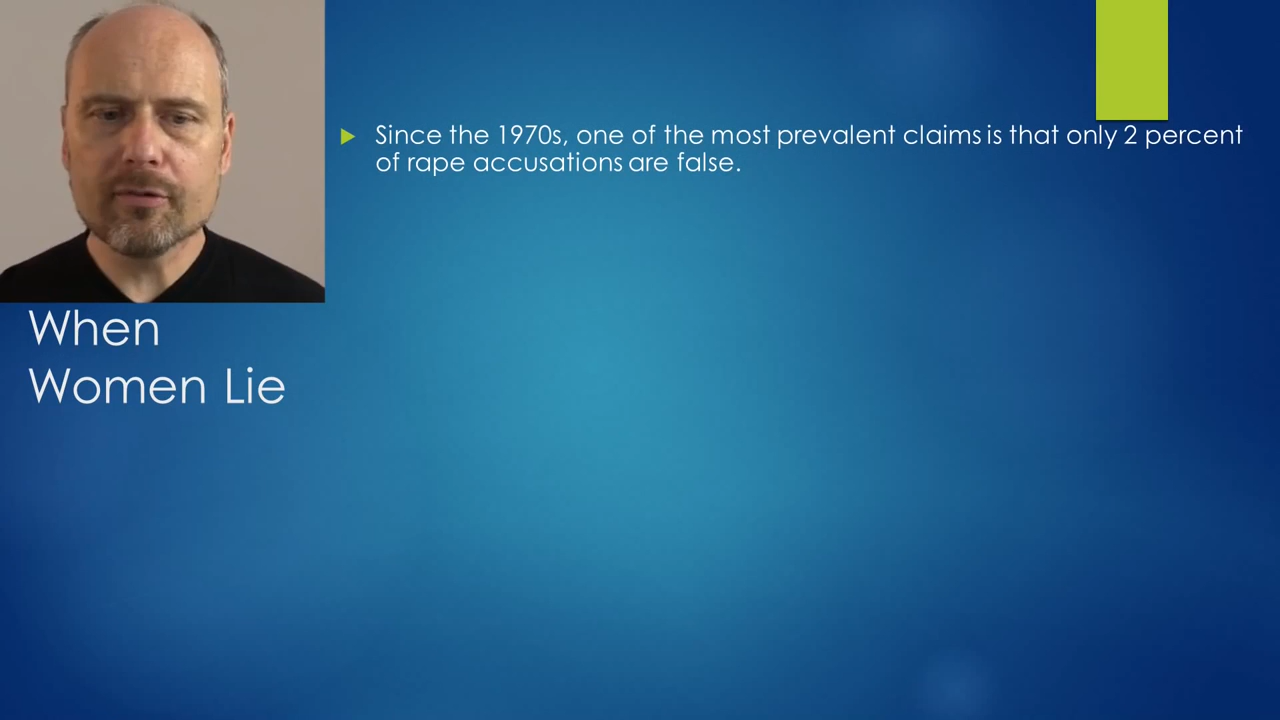 Since the 1970s, one of the most prevalent claims is that only 2 percent
of rape accusations are false.
When
Women Lie